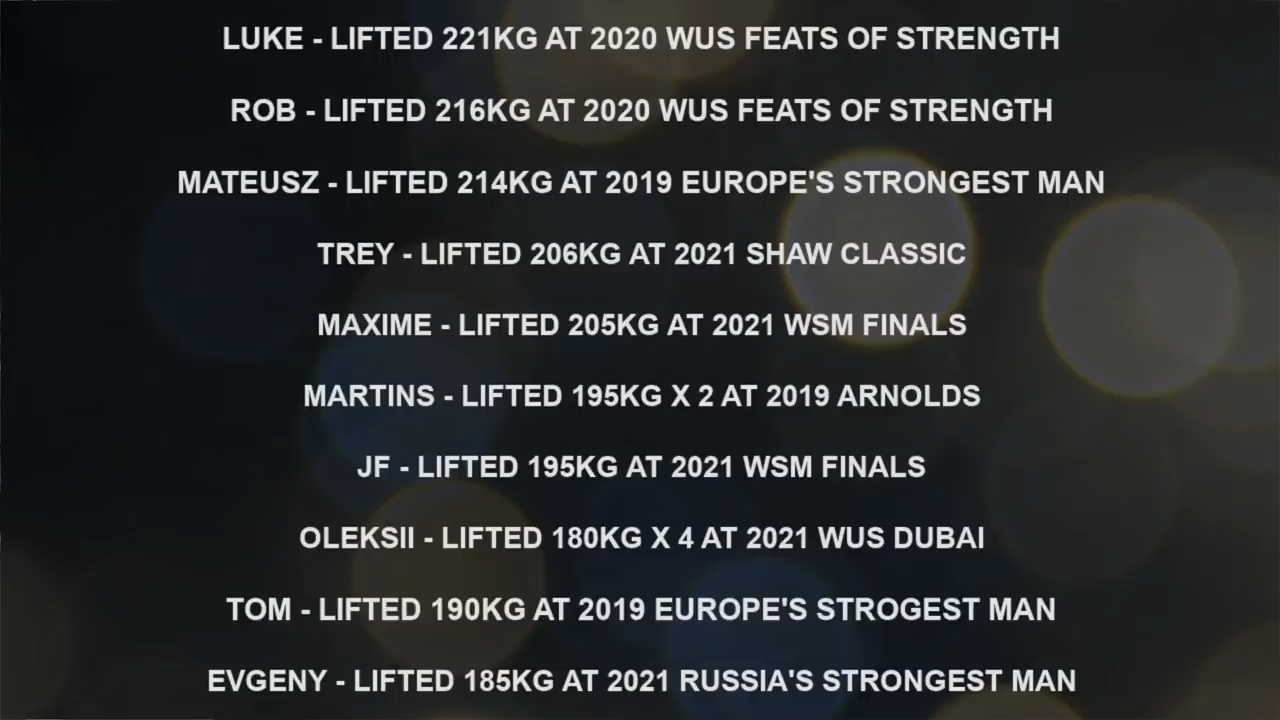 LUKE - LIFTED 221KG AT 2020 WUS FEATS OF STRENGTH
ROB - LIFTED 216KG AT 2020 WUS FEATS OF STRENGTH
MATEUSZ - LIFTED 214KG AT 2019 EUROPE'S STRONGEST MAN
TREY - LIFTED 206KG AT 2021 SHAW CLASSIC
MAXIME - LIFTED 205KG AT 2021 WSM FINALS
MARTINS - LIFTED 195KG X 2 AT 2019 ARNOLDS
JF - LIFTED 195KG AT 2021 WSM FINALS
OLEKSII - LIFTED 180KG X 4 AT 2021 WUS DUBAI
TOM - LIFTED 190KG AT 2019 EUROPE'S STROGEST MAN
EVGENY - LIFTED 185KG AT 2021 RUSSIA'S STRONGEST MAN